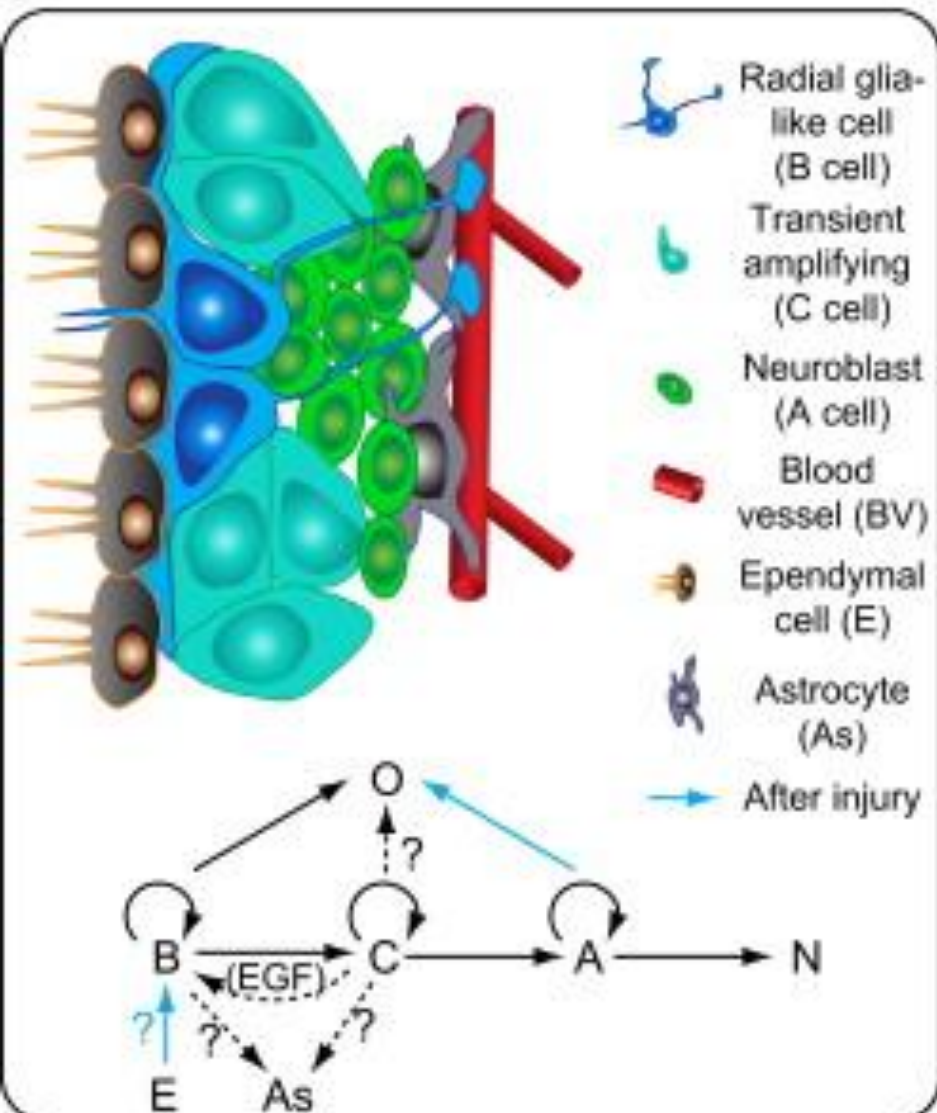 Radial glia-
like cell
(B cell)
Transient
amplifying
(C cell)
Neuroblast
(A cell)
Blood
vessel (BV)
Ependymal
cell (E)
Astrocyte
(As)
After injury
O
?
B
C
A
N
(EGF)
?
?
?
E
As